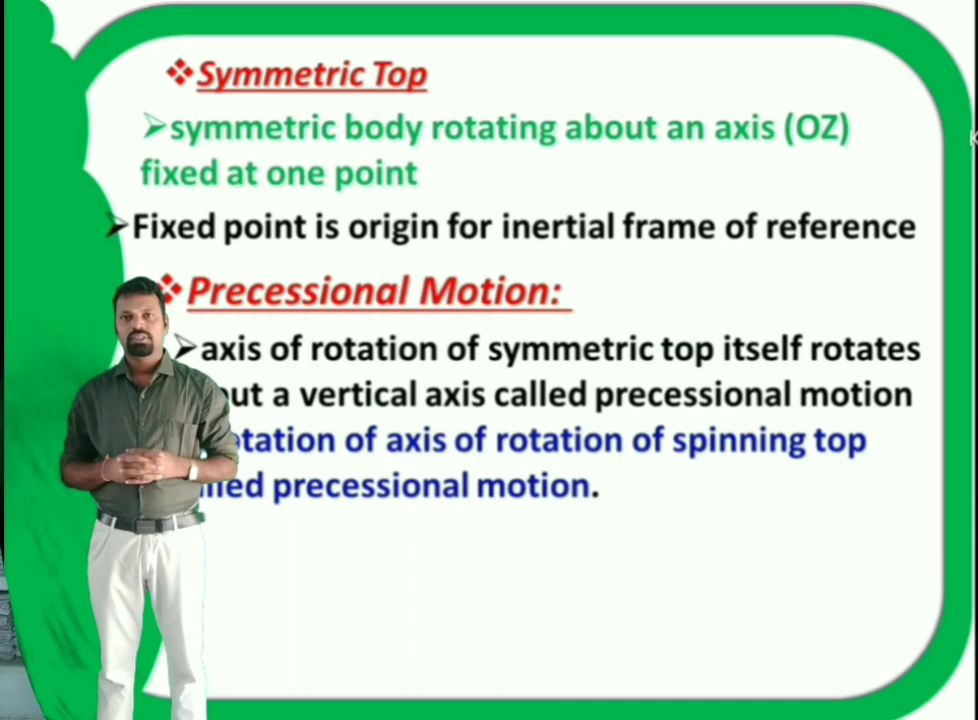 ❖Symmetric Top
➢symmetric body rotating about an axis (OZ)
fixed at one point
➢Fixed point is origin for inertial frame of reference
❖Precessional Motion:
➢axis of rotation of symmetric top itself rotates
a vertical axis called precessional motion
of axis of rotation of spinning top
precessional motion.